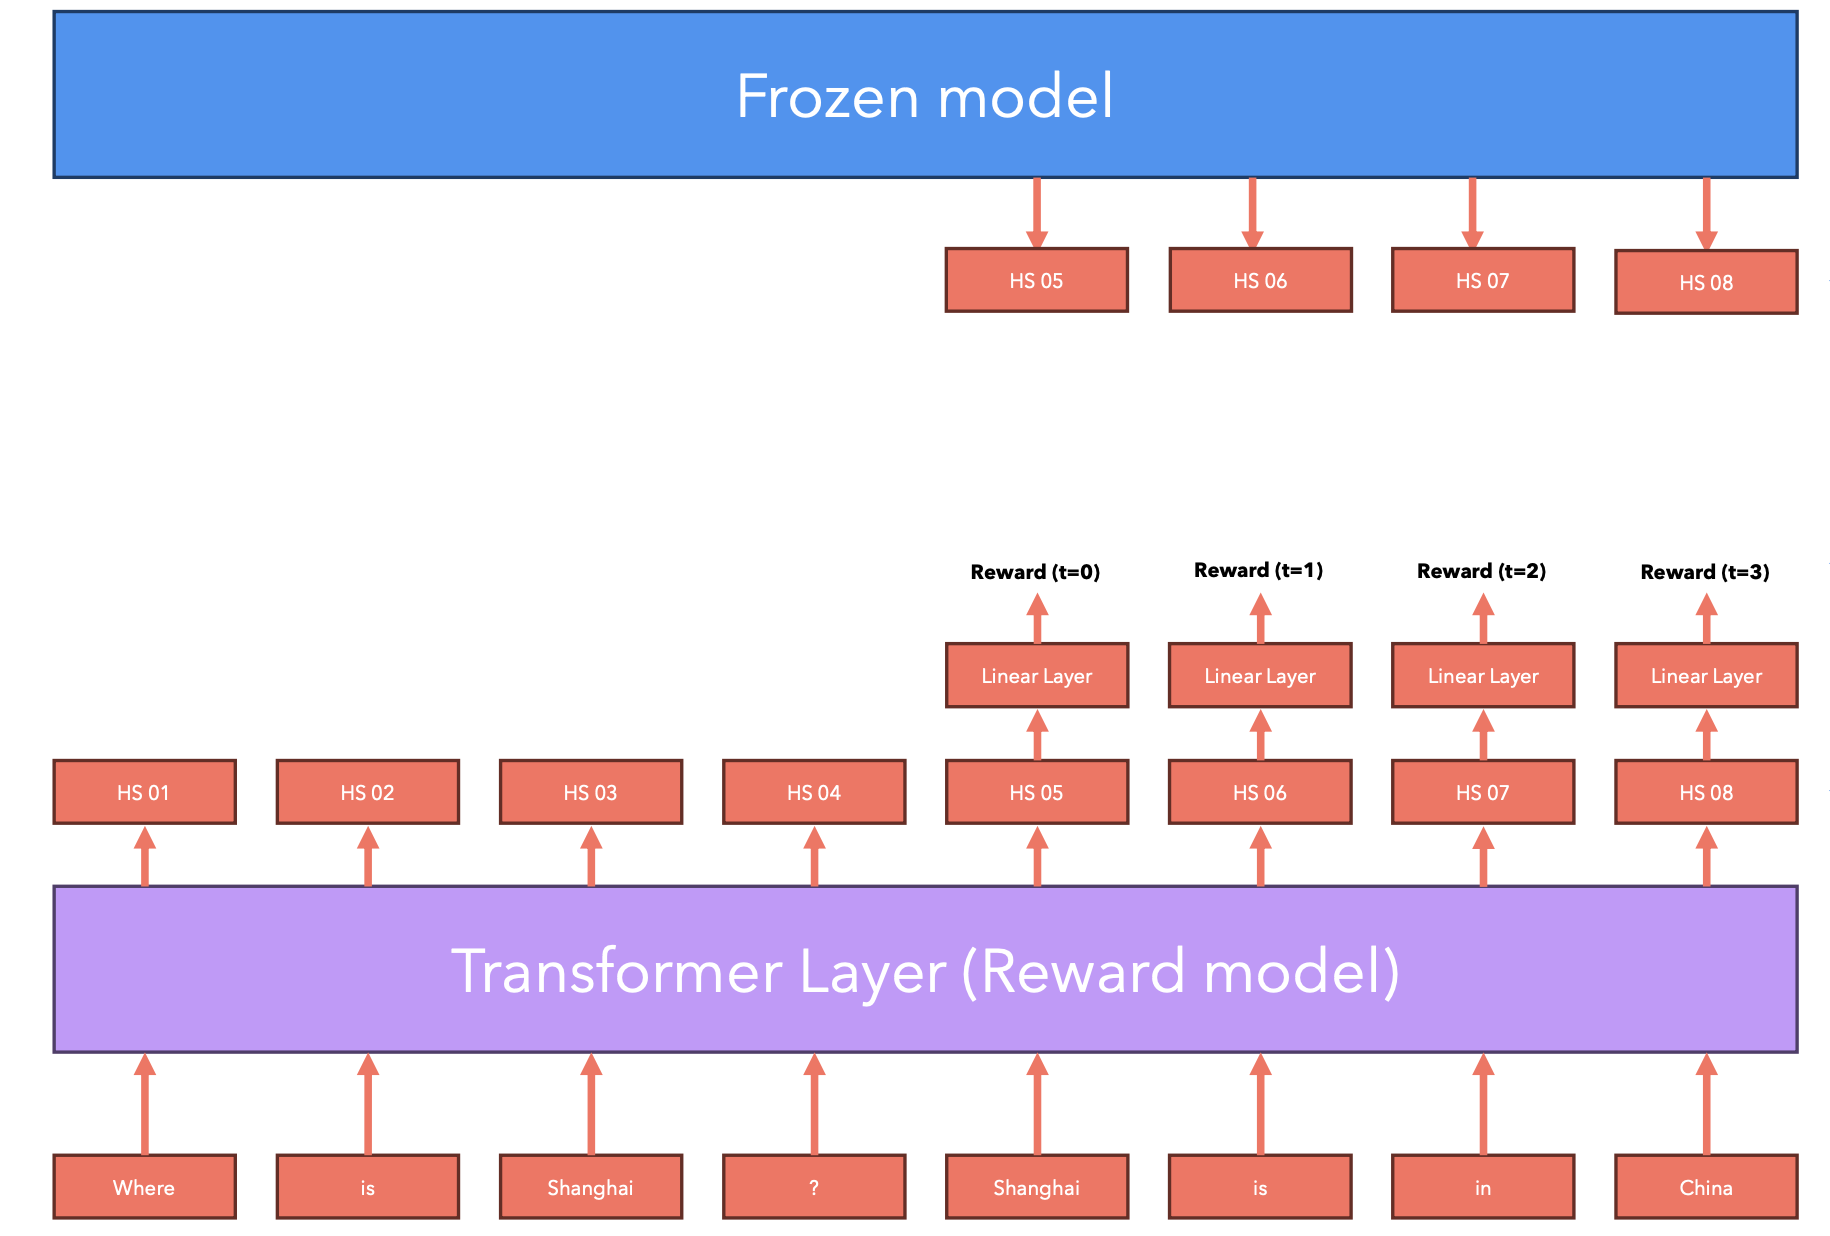 Frozen model
HS 05 HS 06 HS 07 HS 08
Reward (t=0) Reward (t=1) Reward (t=2) Reward (t=3)
Linear Layer Linear Layer Linear Layer Linear Layer
HS 01 HS 02 HS 03 HS 04 HS 05 HS 06 HS 07 HS 08
Transformer Layer (Reward model)
Where is Shanghai ? Shanghai is in China